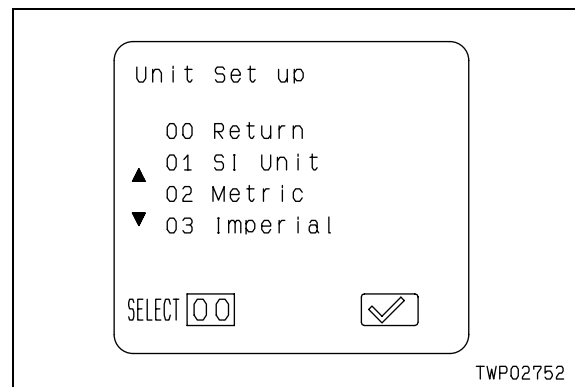 Unit Set up
00 Return
01 SI Unit
02 Metric
03 Imperial
SELECT 00
TWP02752